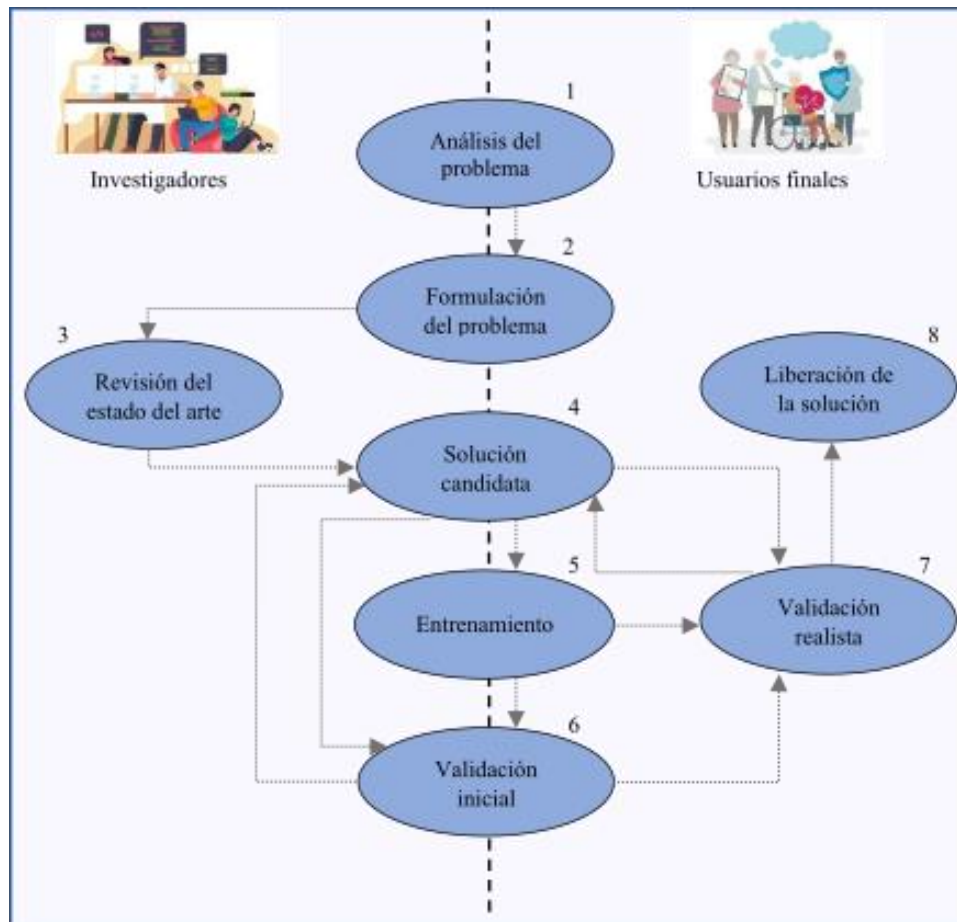 1
Análisis del
problema
Investigadores
Usuarios finales
2
Formulación
del problema
3
Revisión del
estado del arte
8
Liberación de
la solución
4
Solución
candidata
5
Entrenamiento
7
Validación
realista
6
Validación
inicial